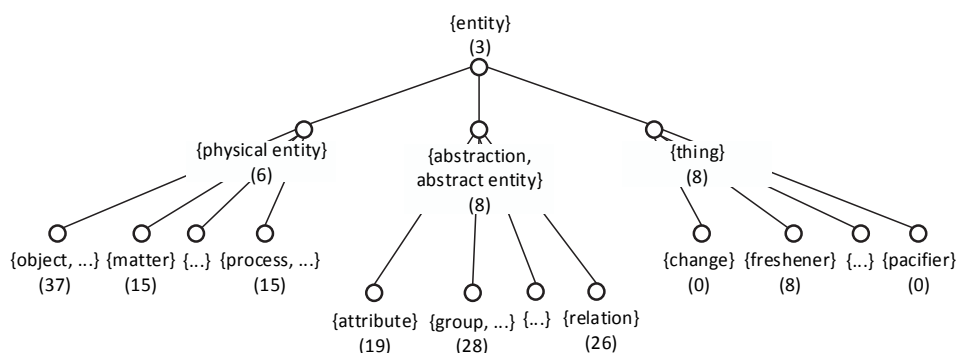 {entity}
(3)
{physical entity}
(6)
{abstraction,
abstract entity}
(8)
{thing}
(8)
{object, ...} {matter} {...} {process, ...}
(37) (15) (15)
{change} {freshener} {...} {pacifier}
(0) (8) (0)
{attribute} {group, ...} {...} {relation}
(19) (28) (26)